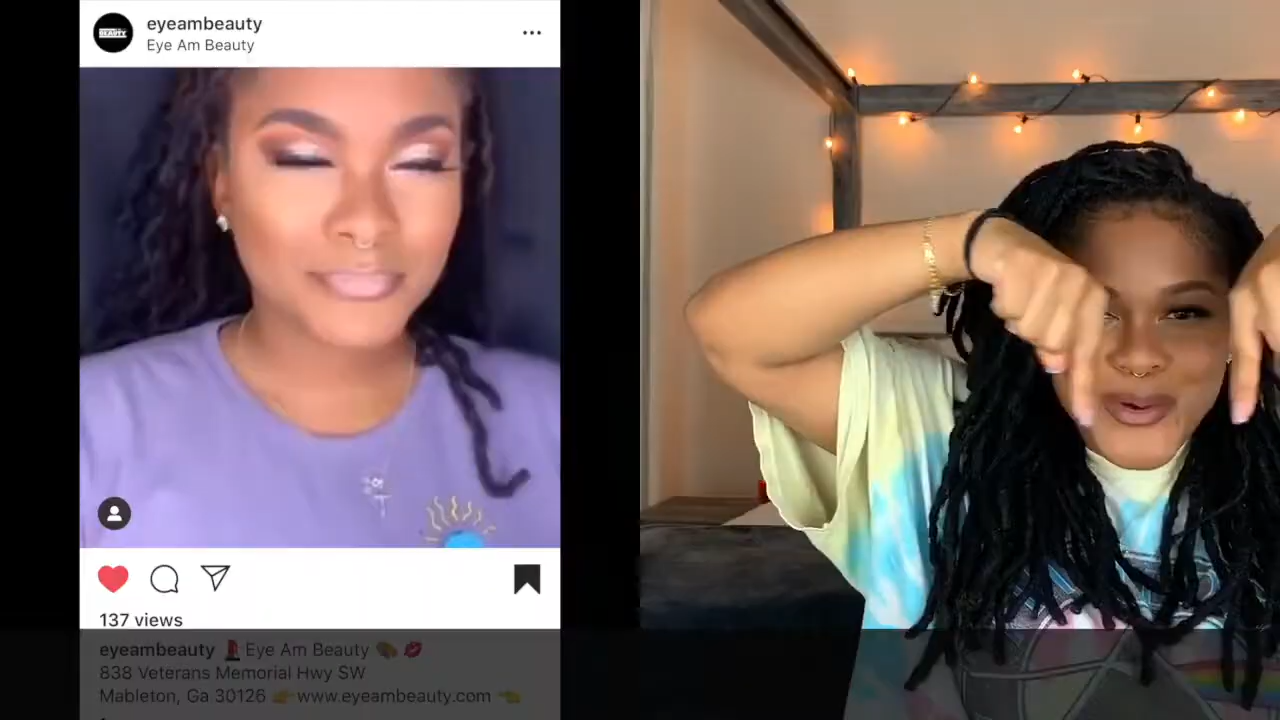 eyeambeauty
Eye Am Beauty
BEAUTY
137 views
eyeambeauty Eye Am Beauty
838 Veterans Memorial Hwy SW
Mableton, Ga 30126 www.eyeambeauty.com